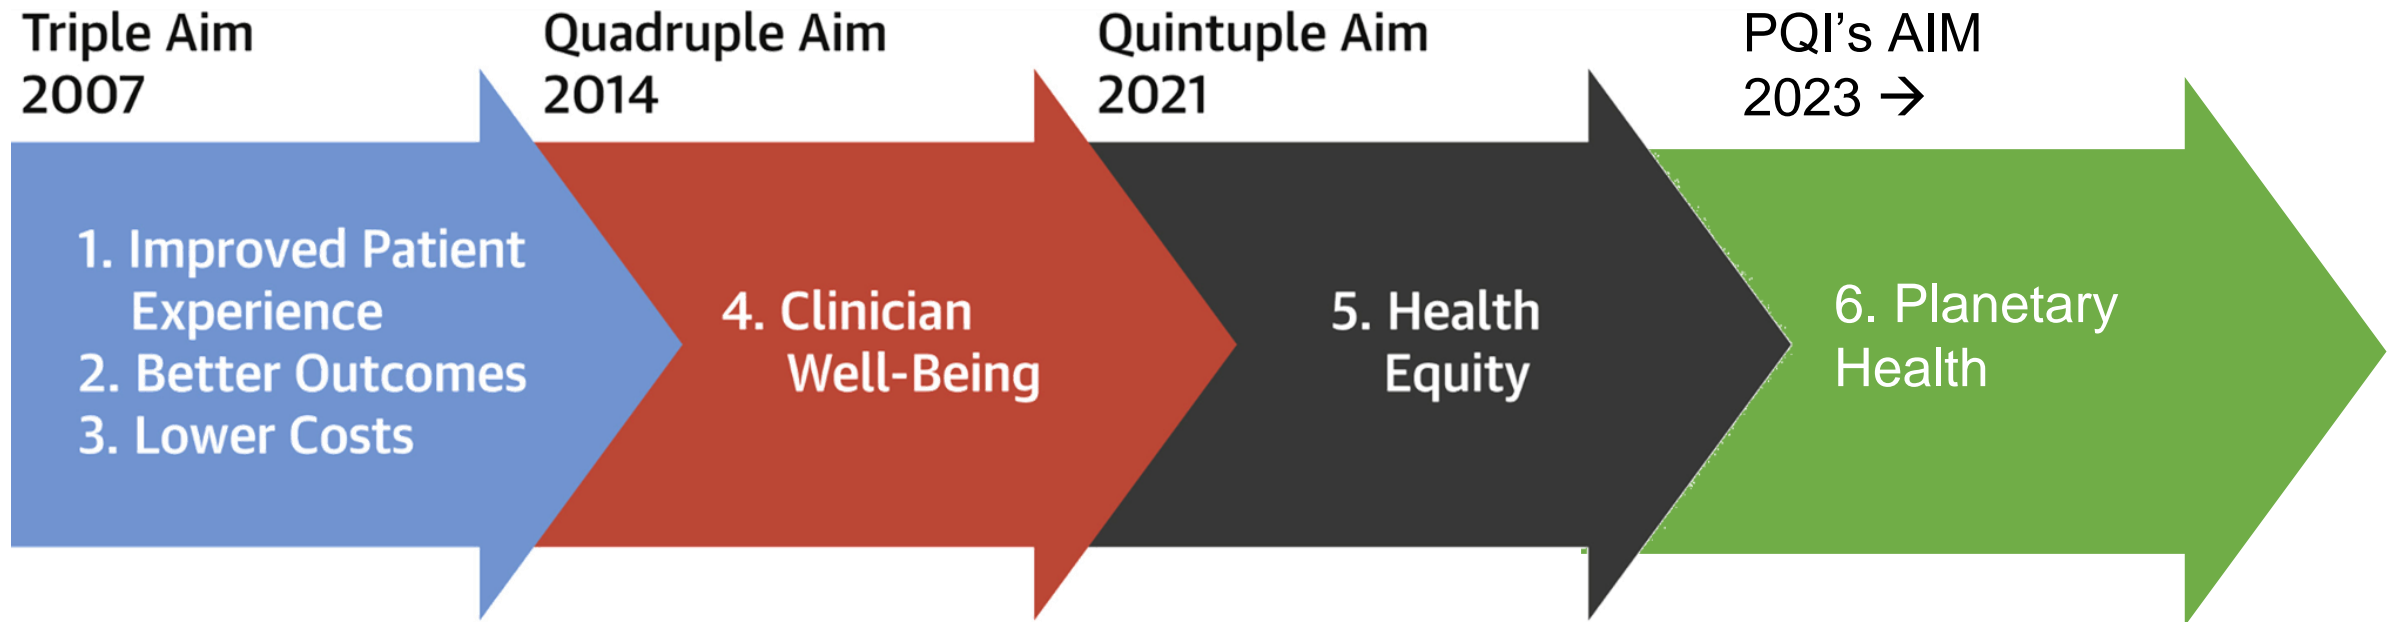 Triple Aim
2007
Quadruple Aim
2014
Quintuple Aim
2021
PQI's AIM
2023 →
1. Improved Patient
Experience
2. Better Outcomes
3. Lower Costs
4. Clinician
Well-Being
5. Health
Equity
6. Planetary
Health